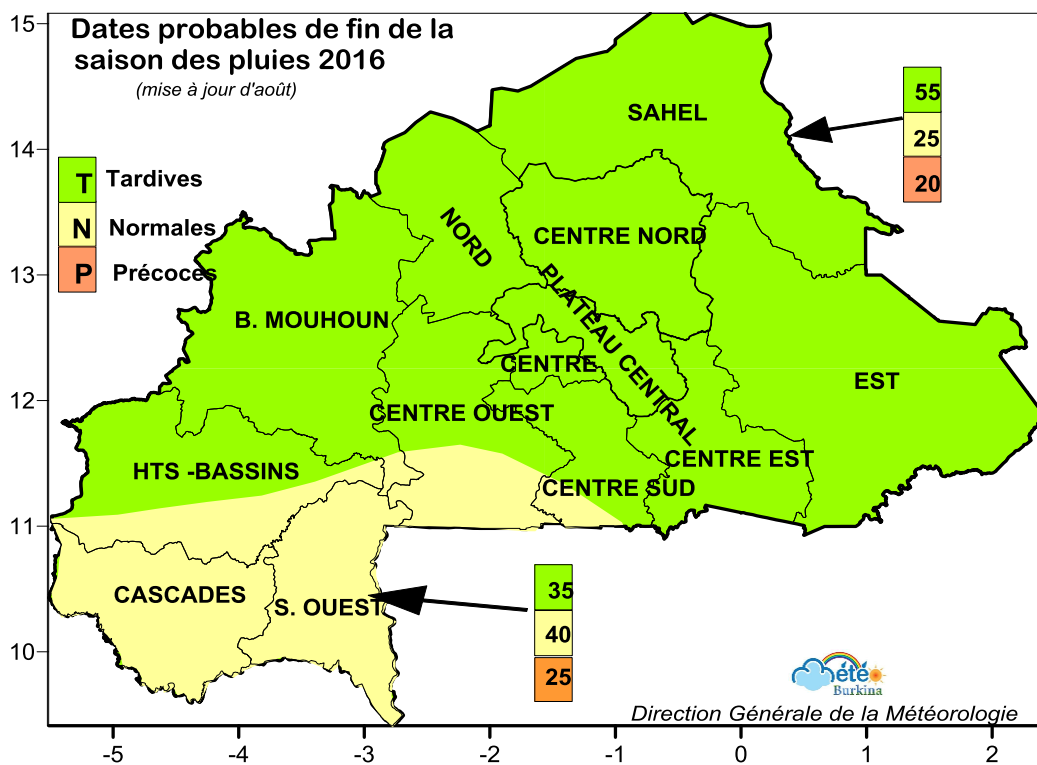 Dates probables de fin de la
saison des pluies 2016
(mise à jour d'août)
T Tardives
N Normales
P Précoces
55
25
20
SAHEL
NORD
CENTRE NORD
PLATEAU CENTRAL
B. MOUHOUN
CENTRE
EST
CENTRE OUEST
HTS -BASSINS
CENTRE EST
CENTRE SUD
CASCADES
S. OUEST
35
40
25
étéo
Burkina
Direction Générale de la Météorologie
15
14
13
12
11
10
-5 -4 -3 -2 -1 0 1 2